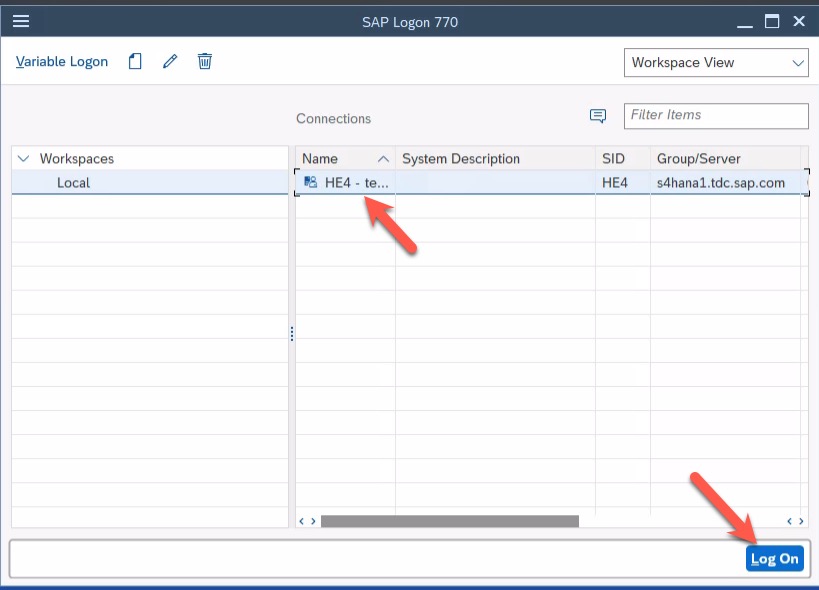 SAP Logon 770
Variable Logon
Workspace View
Connections
Filter Items
Workspaces
Name System Description SID Group/Server
Local
HE4 - te... HE4 s4hana1.tdc.sap.com
Log On